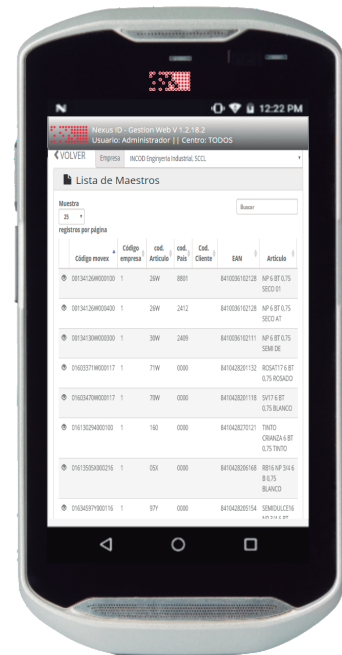 12:22 PM
Nexus ID - Gestion Web V 1.2.18.2
Usuario: Administrador || Centro: TODOS
VOLVER Empresa INCOD Enginyeria Industrial, SCCL
Lista de Maestros
Muestra
25
registros por página
Buscar
Código movex Código empresa cod. Artículo cod. País Cod. Cliente EAN Artículo
00134126W000100 1 26W 8801 8410036102128 NP 6 BT 0.75
SECO 01
00134126W000400 1 26W 2412 8410036102128 NP 6 BT 0.75
SECO AT
00134130W000300 1 30W 2409 8410036102111 NP 6 BT 0.75
SEMI DE
01603371W000117 1 71W 0000 8410428201132 ROSAT17 6 BT
0.75 ROSADO
01603470W000117 1 70W 0000 8410428201118 SV17 6 BT
0.75 BLANCO
016130294000100 1 160 0000 8410428270121 TINTO
CRIANZA 6 BT
0.75 TINTO
01613505X000216 1 05X 0000 8410428206168 RB16 NP 3/4 6
B 0.75
BLANCO
01634597Y000116 1 97Y 0000 8410428205154 SEMIDULCE16